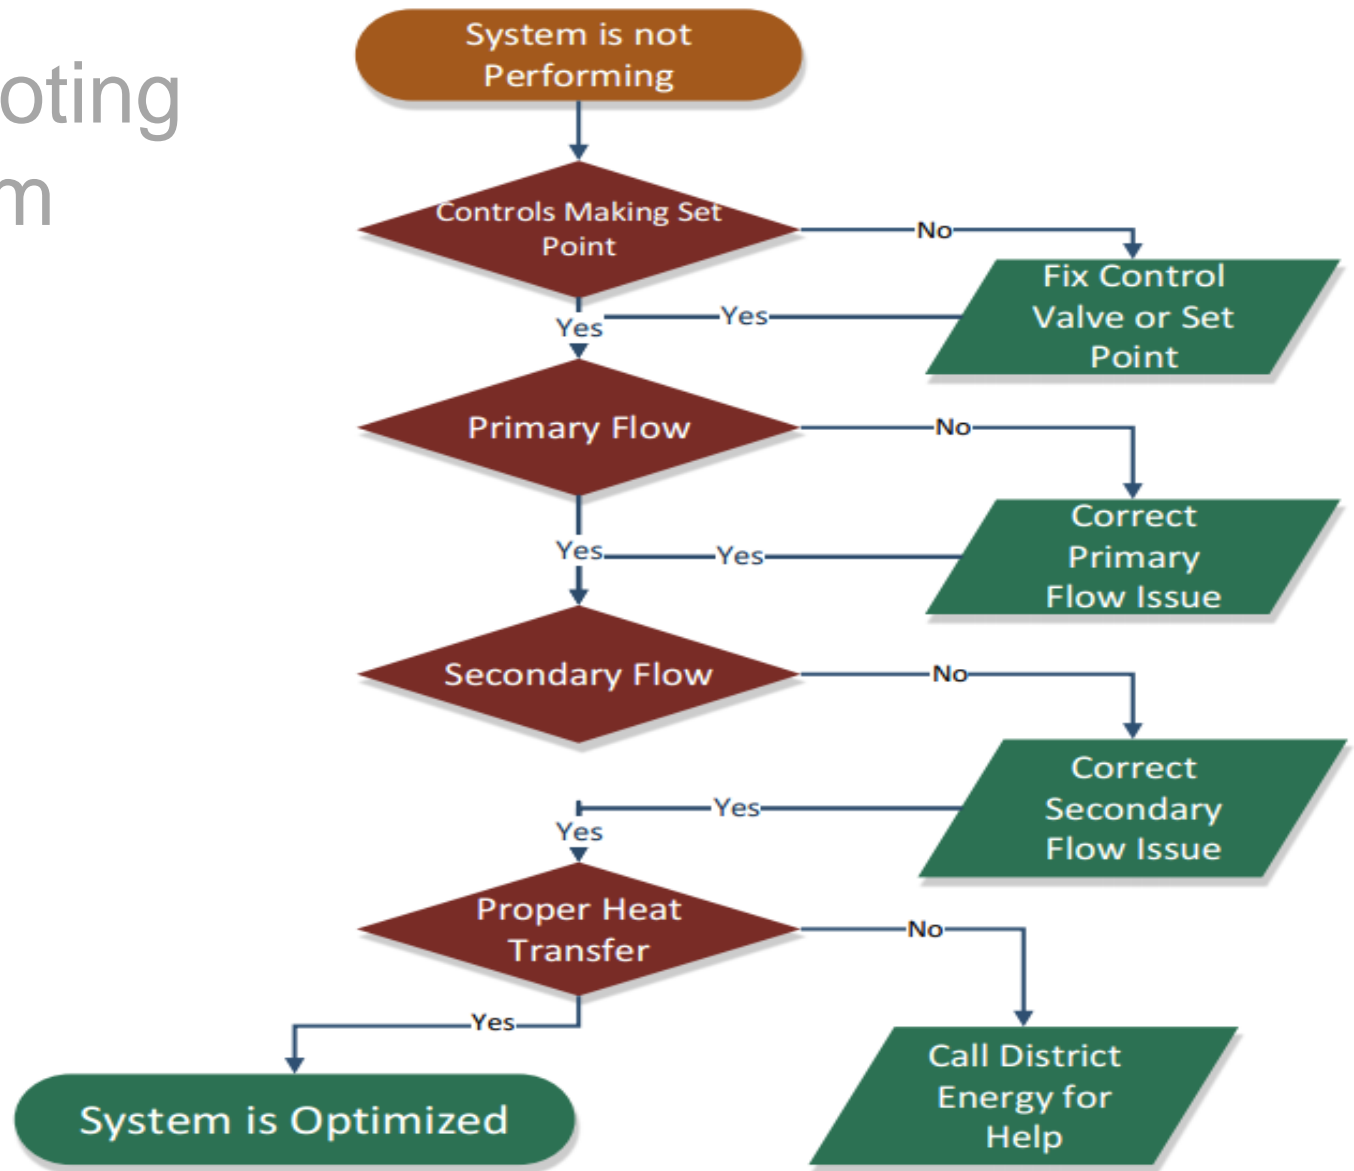 oting
m
System is not
Performing
Controls Making Set
Point
No
Fix Control
Valve or Set
Point
Yes
Yes
Primary Flow
No
Correct
Primary
Flow Issue
Yes
Yes
Secondary Flow
No
Correct
Secondary
Flow Issue
Yes
Yes
Proper Heat
Transfer
No
Yes
Call District
Energy for
Help
System is Optimized